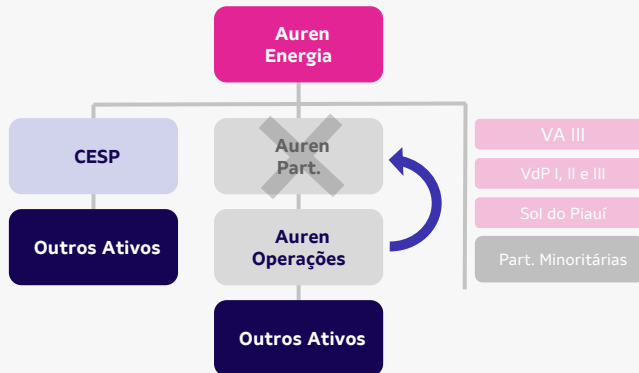 Auren
Energia
CESP
Outros Ativos
Auren
Part.
Auren
Operações
Outros Ativos
VA III
VdP I, II e III
Sol do Piauí
Part. Minoritárias